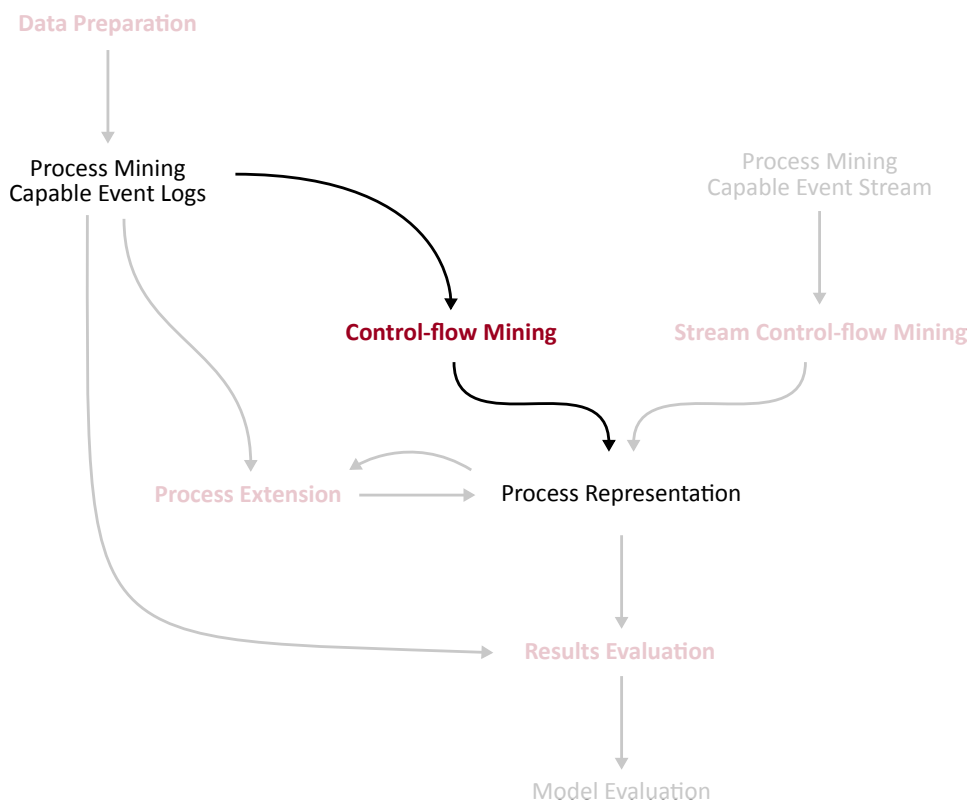 Data Preparation
Process Mining
Capable Event Logs
Process Mining
Capable Event Stream
Control-flow Mining
Stream Control-flow Mining
Process Extension
Process Representation
Results Evaluation
Model Evaluation